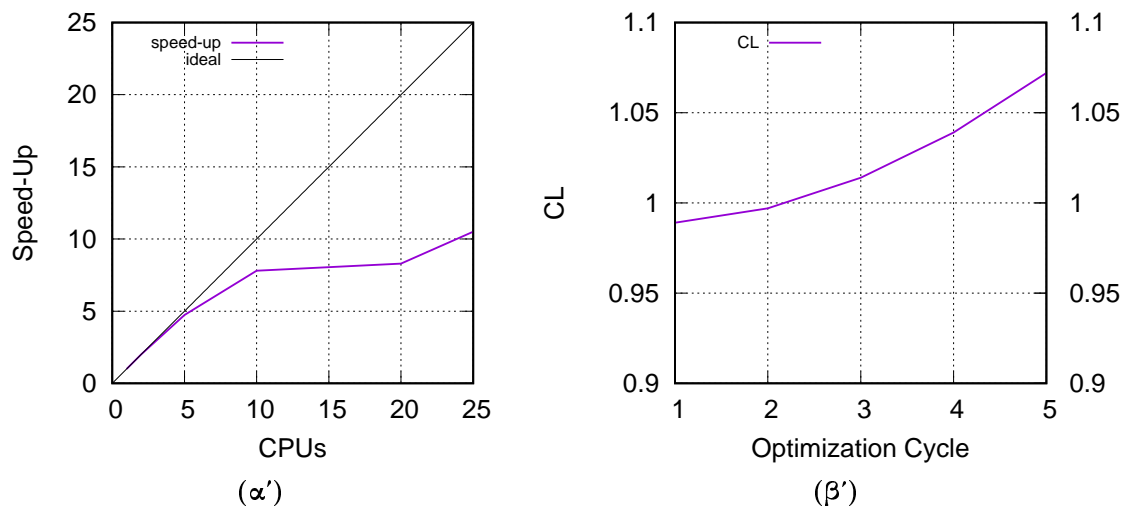 25
20
15
10
5
0
Speed-Up
speed-up
ideal
0 5 10 15 20 25
CPUs
(α′)
1.1
1.05
1
0.95
0.9
CL
CL
1.1
1.05
1
0.95
0.9
1 2 3 4 5
Optimization Cycle
(β′)